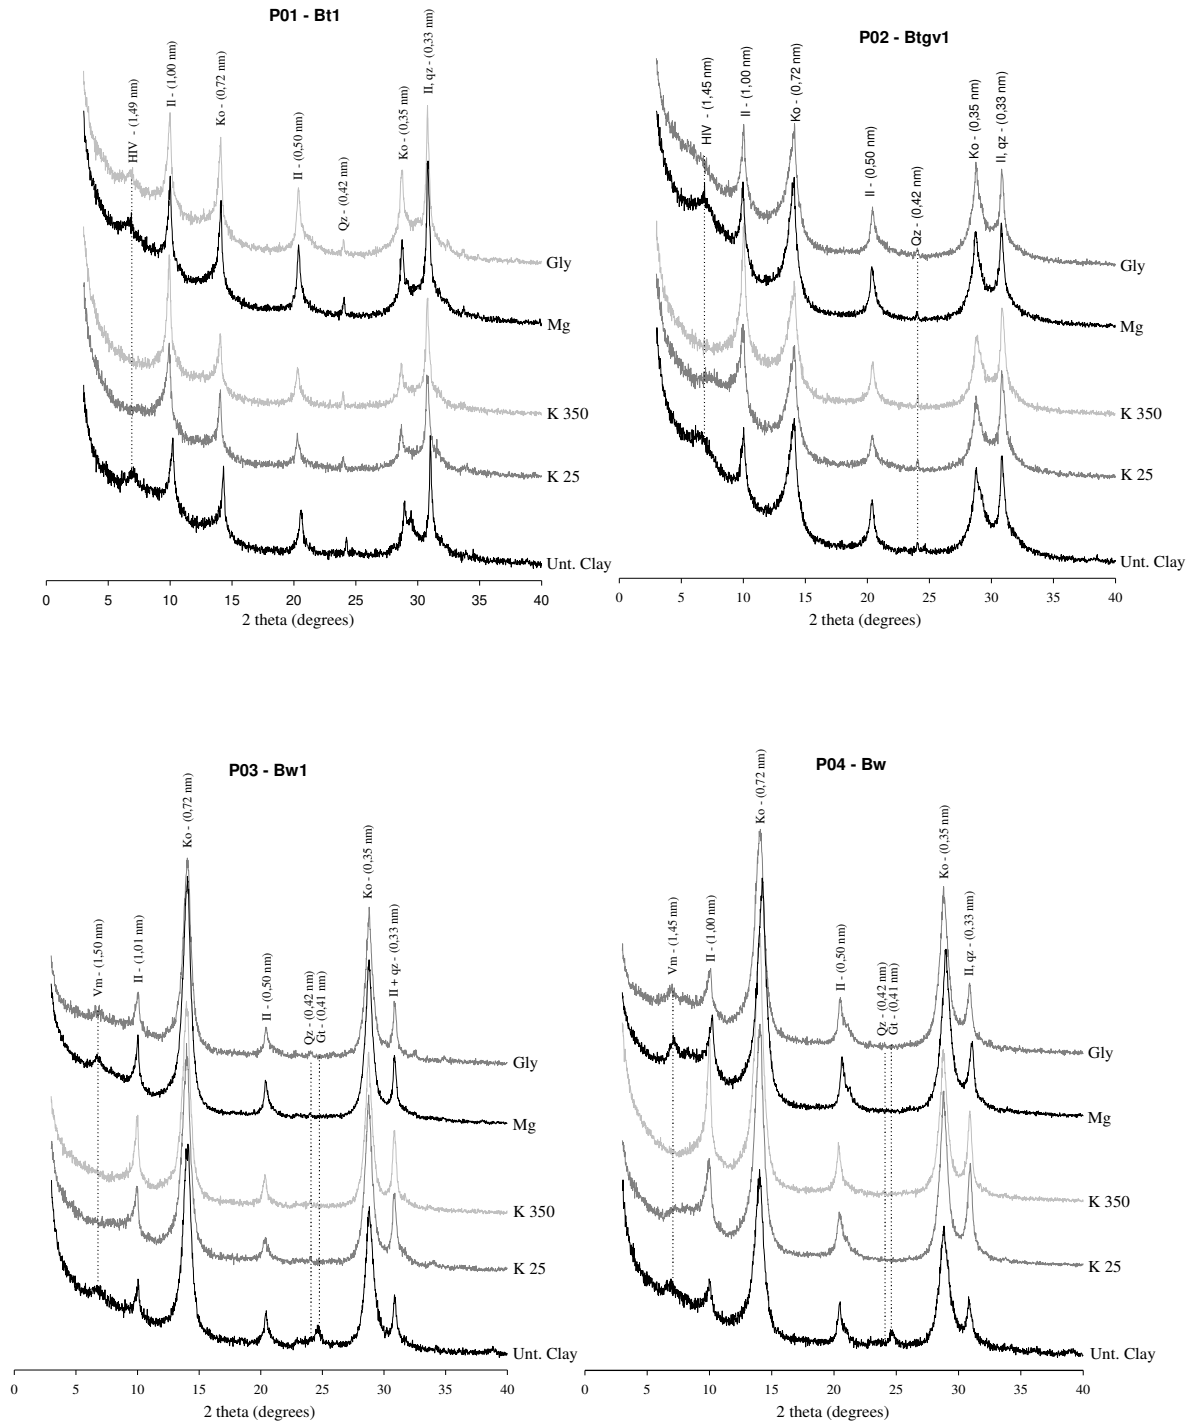 P01 - Bt1
HIV - (1,49 nm)
Il - (1,00 nm)
Ko - (0,72 nm)
Il - (0,50 nm)
Qz - (0,42 nm)
Ko - (0,35 nm)
Il, qz - (0,33 nm)
Gly
Mg
K 350
K 25
Unt. Clay
0 5 10 15 20 25 30 35 40
2 theta (degrees)
P02 - Btgv1
HIV - (1,45 nm)
Il - (1,00 nm)
Ko - (0,72 nm)
Il - (0,50 nm)
Qz - (0,42 nm)
Ko - (0,35 nm)
Il, qz - (0,33 nm)
Gly
Mg
K 350
K 25
Unt. Clay
0 5 10 15 20 25 30 35 40
2 theta (degrees)
P03 - Bw1
Vm - (1,50 nm)
Il - (1,01 nm)
Ko - (0,72 nm)
Il - (0,50 nm)
Qz - (0,42 nm)
Gt - (0,41 nm)
Ko - (0,35 nm)
Il + qz - (0,33 nm)
Gly
Mg
K 350
K 25
Unt. Clay
0 5 10 15 20 25 30 35 40
2 theta (degrees)
P04 - Bw
Vm - (1,45 nm)
Il - (1,00 nm)
Ko - (0,72 nm)
Il - (0,50 nm)
Qz - (0,42 nm)
Gt - (0,41 nm)
Ko - (0,35 nm)
Il, qz - (0,33 nm)
Gly
Mg
K 350
K 25
Unt. Clay
0 5 10 15 20 25 30 35 40
2 theta (degrees)